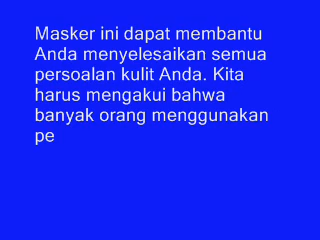 Masker ini dapat membantu
Anda menyelesaikan semua
persoalan kulit Anda. Kita
harus mengakui bahwa
banyak orang menggunakan
pe